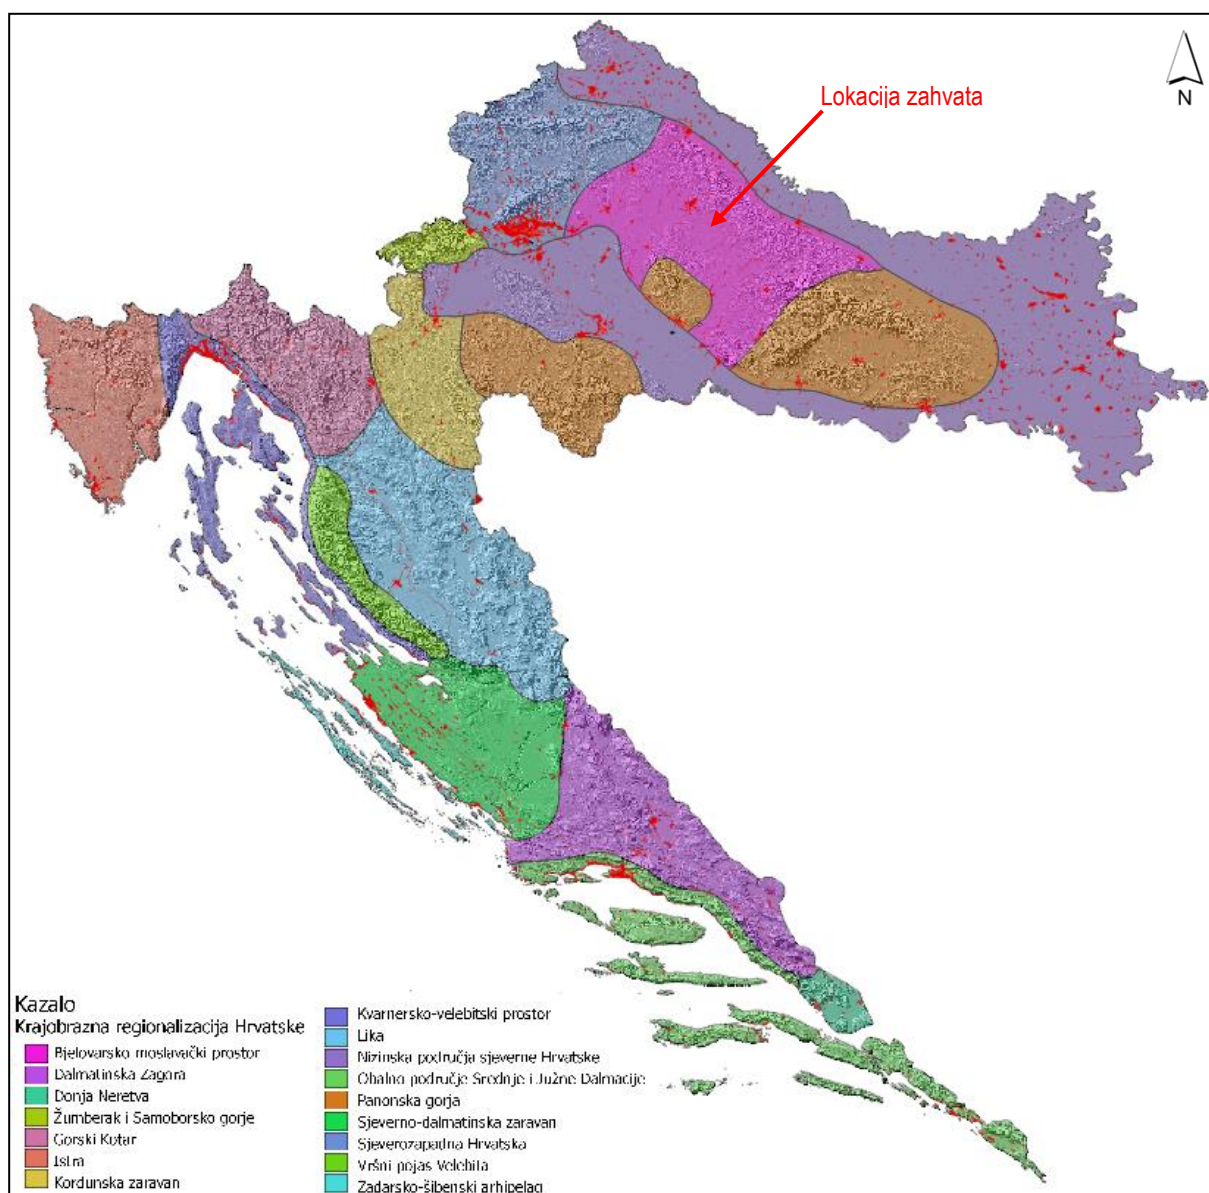 Lokacija zahvata
N
Kazalo
Krajobrazna regionalizacija Hrvatske
Bjelovarsko moslavački prostor
Dalmatinska Zagora
Donja Neretva
Žumberak i Samoborsko gorje
Gorski Kotar
Istra
Kordunska zaravan
Kvarnersko-velebitski prostor
Lika
Nizinska područja sjeverne Hrvatske
Obalno područje Srednje i Južne Dalmacije
Panonska gorja
Sjeverno-dalmatinska zaravan
Sjeverozapadna Hrvatska
Vršni pojas Velebita
Zadarsko-šibenski arhipelag